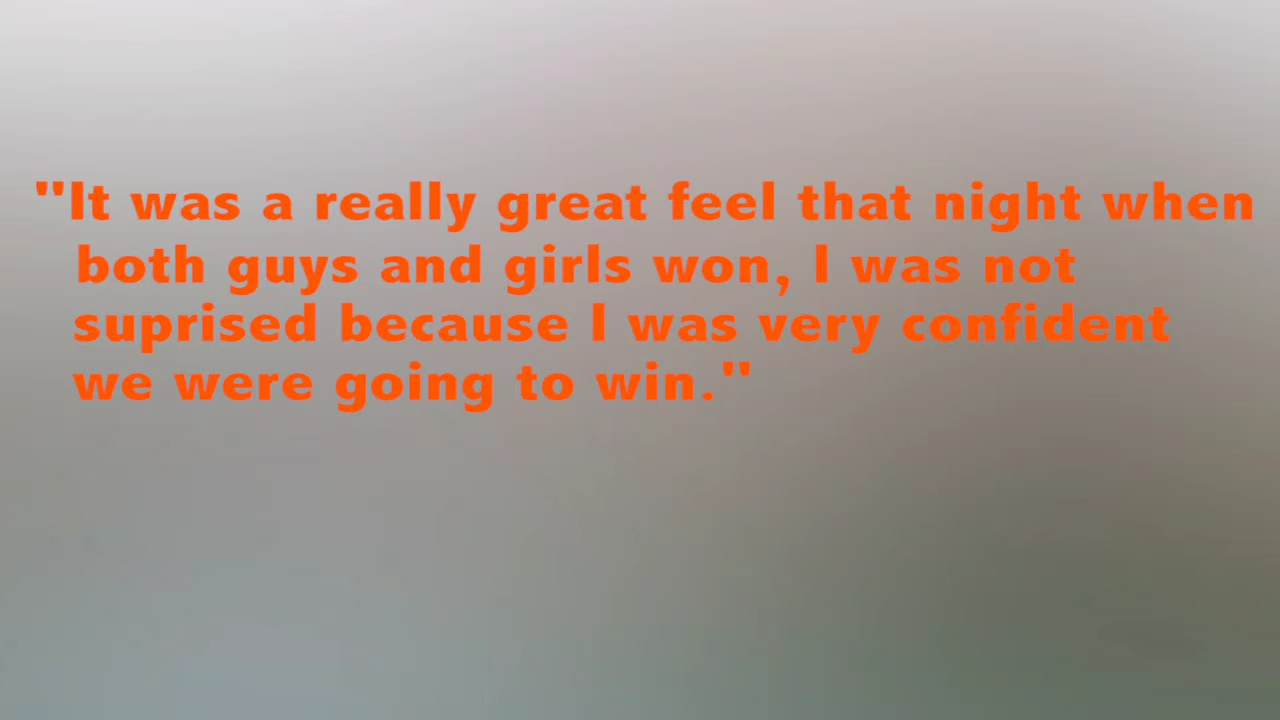 "It was a really great feel that night when
both guys and girls won, I was not
suprised because I was very confident
we were going to win."